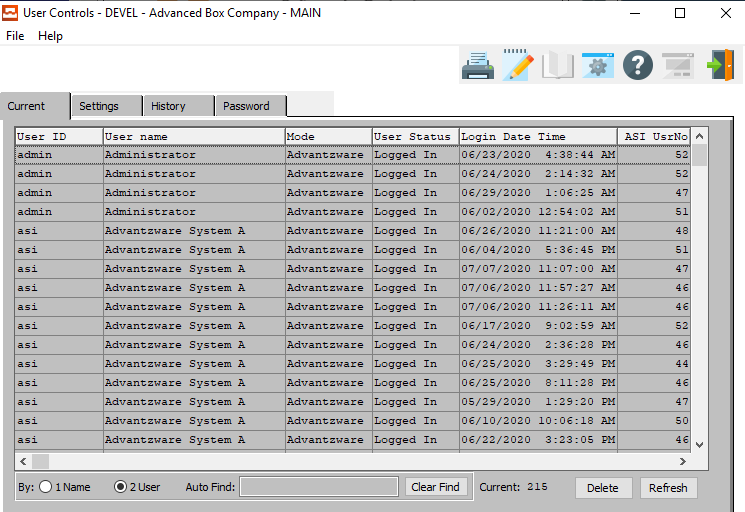 User Controls - DEVEL - Advanced Box Company - MAIN
File Help
Current Settings History Password
User ID User name Mode User Status Login Date Time ASI UsrNo
admin Administrator Advantzware Logged In 06/23/2020 4:38:44 AM 52
admin Administrator Advantzware Logged In 06/24/2020 2:14:32 AM 52
admin Administrator Advantzware Logged In 06/29/2020 1:06:25 AM 47
admin Administrator Advantzware Logged In 06/02/2020 12:54:02 AM 51
asi Advantzware System A Advantzware Logged In 06/26/2020 11:21:00 AM 48
asi Advantzware System A Advantzware Logged In 06/04/2020 5:36:45 PM 51
asi Advantzware System A Advantzware Logged In 07/07/2020 11:07:00 AM 47
asi Advantzware System A Advantzware Logged In 07/06/2020 11:57:27 AM 46
asi Advantzware System A Advantzware Logged In 07/06/2020 11:26:11 AM 46
asi Advantzware System A Advantzware Logged In 06/17/2020 9:02:59 AM 52
asi Advantzware System A Advantzware Logged In 06/24/2020 2:36:28 PM 46
asi Advantzware System A Advantzware Logged In 06/25/2020 3:29:49 PM 44
asi Advantzware System A Advantzware Logged In 06/25/2020 8:11:28 PM 46
asi Advantzware System A Advantzware Logged In 05/29/2020 1:29:20 PM 47
asi Advantzware System A Advantzware Logged In 06/10/2020 10:06:18 AM 50
asi Advantzware System A Advantzware Logged In 06/22/2020 3:23:05 PM 46
By: 1 Name 2 User Auto Find: Clear Find Current: 215 Delete Refresh